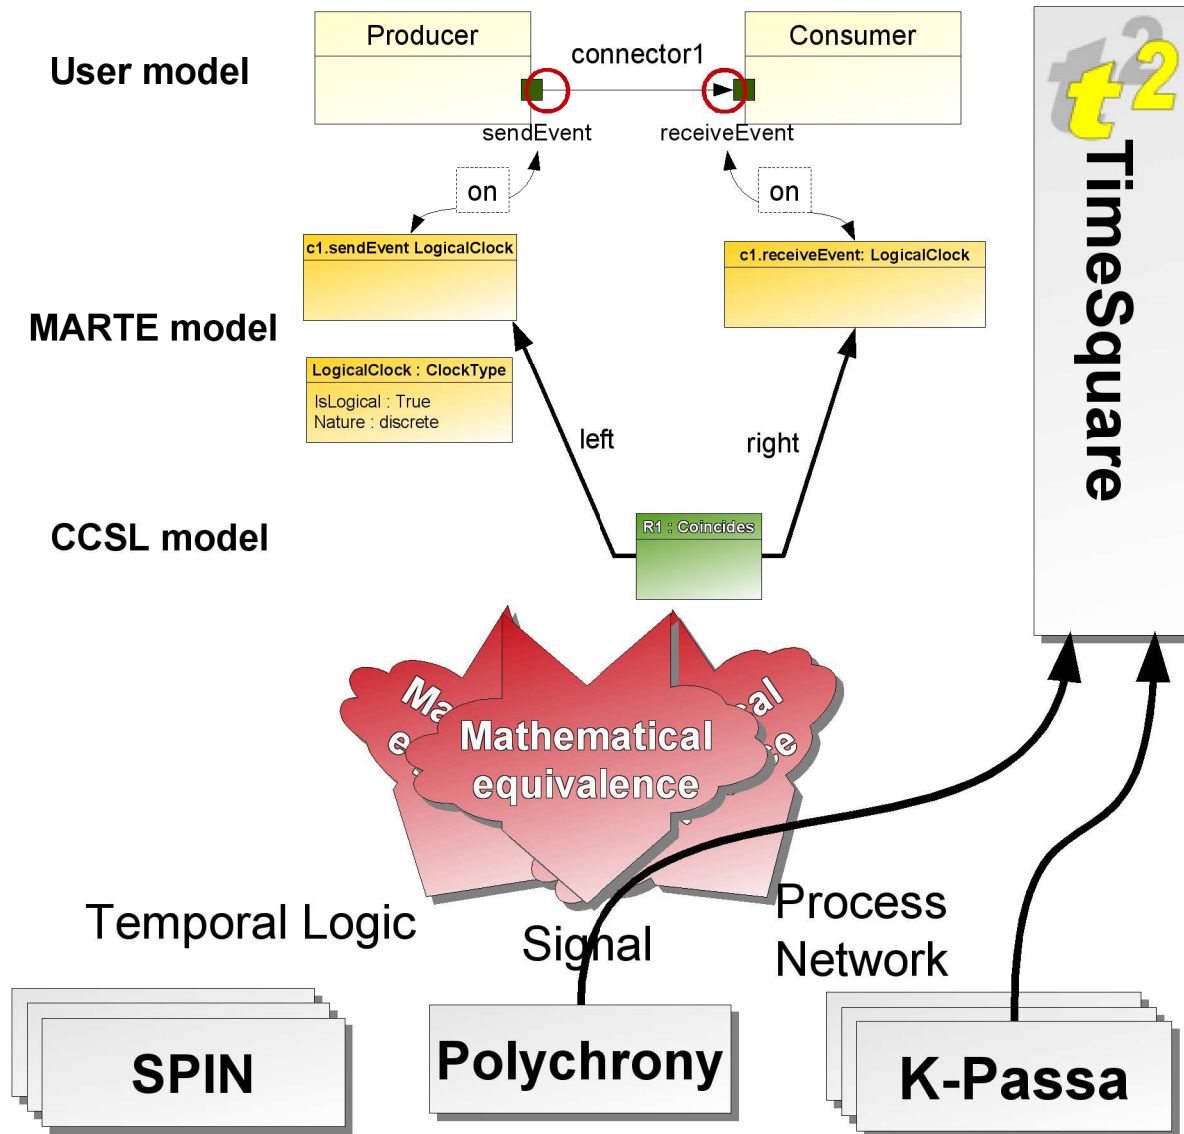 Producer
Consumer
User model
connector1
sendEvent
receiveEvent
on
on
t2
TimeSquare
c1.sendEvent LogicalClock
c1.receiveEvent: LogicalClock
MARTE model
LogicalClock : ClockType
IsLogical : True
Nature : discrete
left
right
CCSL model
R1 : Coincides
Mathematical
equivalence
Temporal Logic
Signal
Process
Network
SPIN
Polychrony
K-Passa